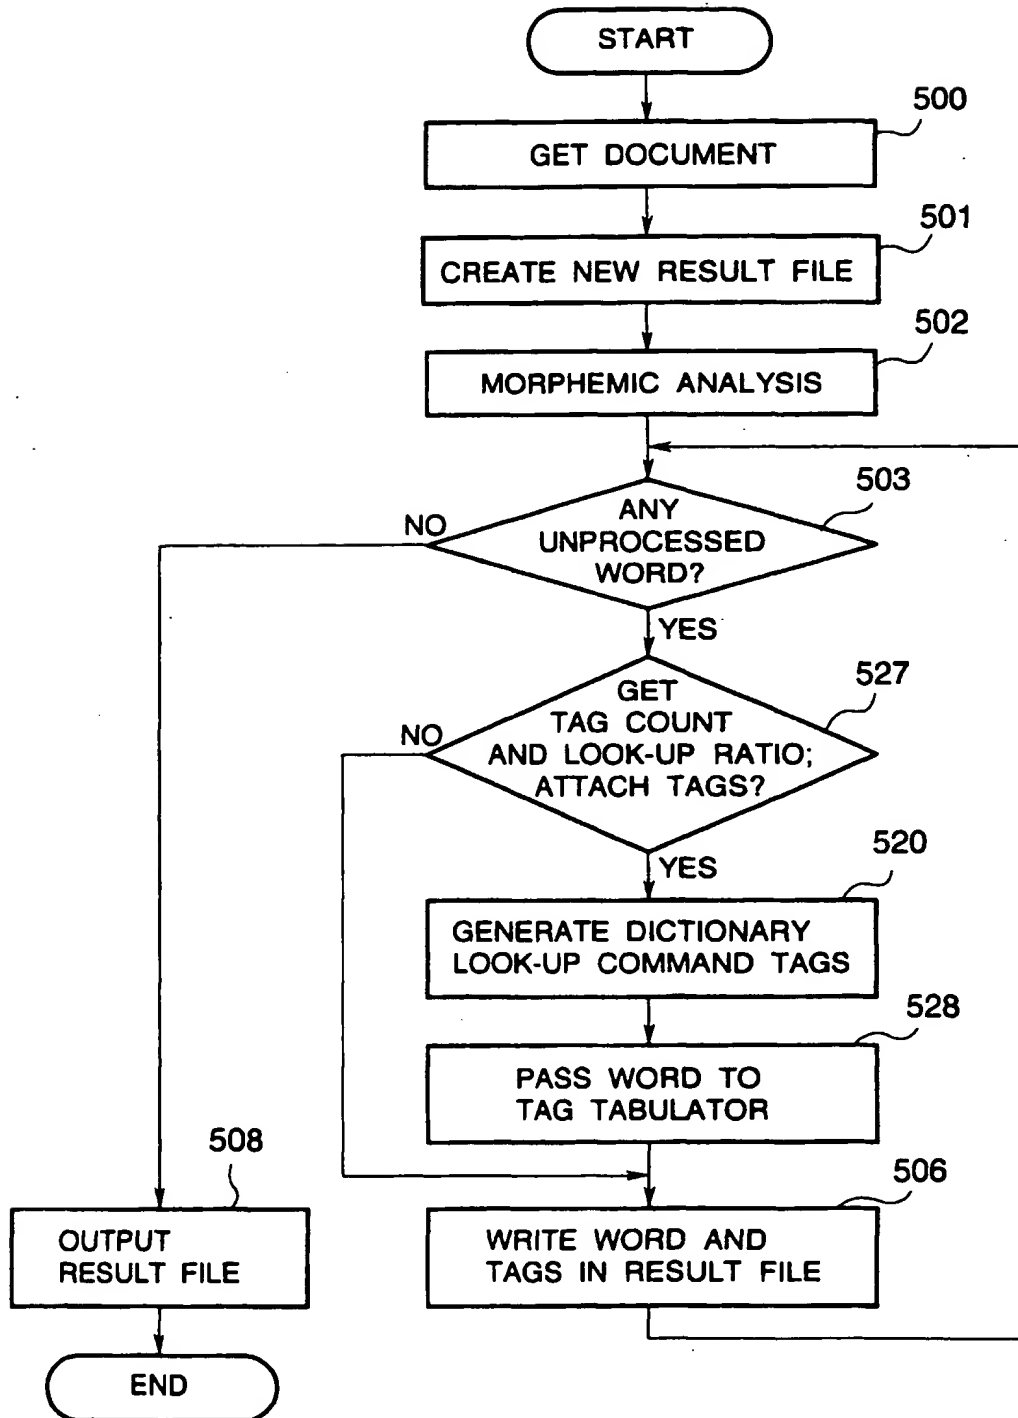 START
500
GET DOCUMENT
501
CREATE NEW RESULT FILE
502
MORPHEMIC ANALYSIS
503
NO
ANY
UNPROCESSED
WORD?
YES
527
NO
GET
TAG COUNT
AND LOOK-UP RATIO;
ATTACH TAGS?
YES
520
GENERATE DICTIONARY
LOOK-UP COMMAND TAGS
528
PASS WORD TO
TAG TABULATOR
508
506
OUTPUT
RESULT FILE
WRITE WORD AND
TAGS IN RESULT FILE
END